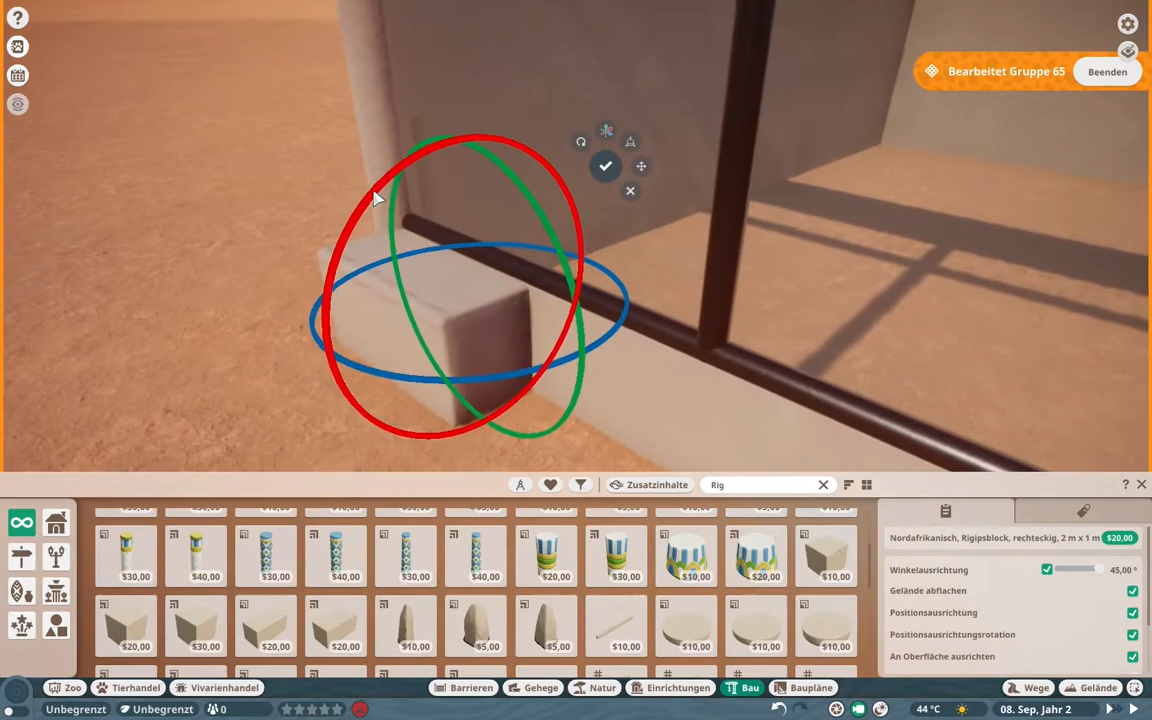 ?
Bearbeitet Gruppe 65
Beenden
Zusatzinhalte
Rig
?
$30,00
$40,00
$30,00
$40,00
$30,00
$40,00
$20,00
$30,00
$10,00
$20,00
$10,00
$20,00
$30,00
$20,00
$20,00
$10,00
$5,00
$5,00
$10,00
$10,00
$10,00
$10,00
Nordafrikanisch, Rigipsblock, rechteckig, 2 m x 1 m
$20,00
Winkelausrichtung
45,00 °
Gelände abflachen
Positionsausrichtung
Positionsausrichtungsrotation
An Oberfläche ausrichten
Zoo
Tierhandel
Vivarienhandel
Barrieren
Gehege
Natur
Einrichtungen
Bau
Baupläne
Wege
Gelände
Unbegrenzt
Unbegrenzt
0
44 °C
08. Sep, Jahr 2